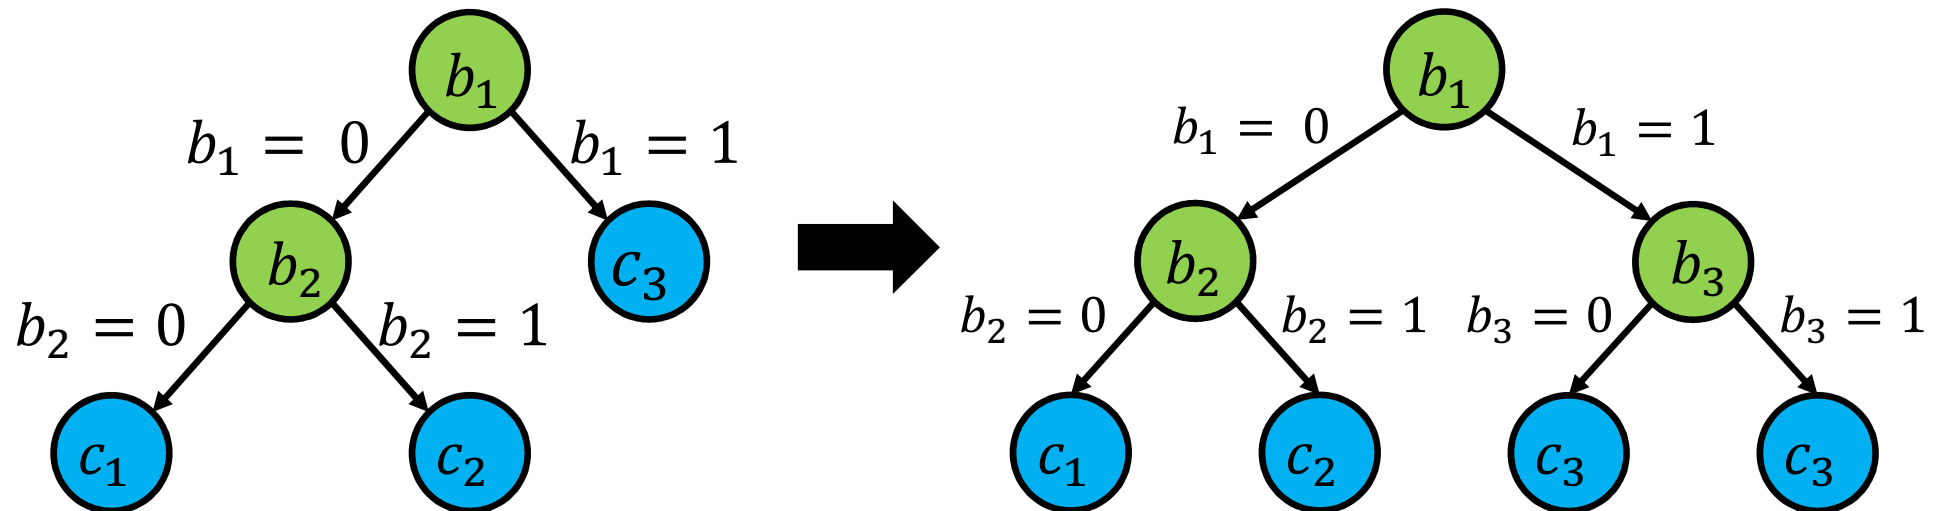 b₁
b₁ = 0
b₁ = 1
b₂
c₃
b₂ = 0
b₂ = 1
c₁
c₂
b₁
b₁ = 0
b₁ = 1
b₂
b₃
b₂ = 0
b₂ = 1
b₃ = 0
b₃ = 1
c₁
c₂
c₃
c₃